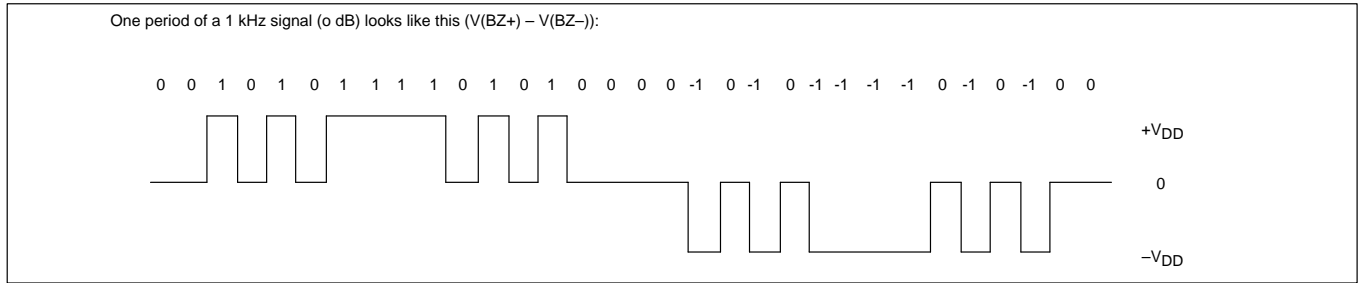 One period of a 1 kHz signal (o dB) looks like this (V(BZ+) – V(BZ–)):
0 0 1 0 1 0 1 1 1 1 0 1 0 1 0 0 0 0 -1 0 -1 0 -1 -1 -1 -1 0 -1 0 -1 0 0
+VDD
0
–VDD